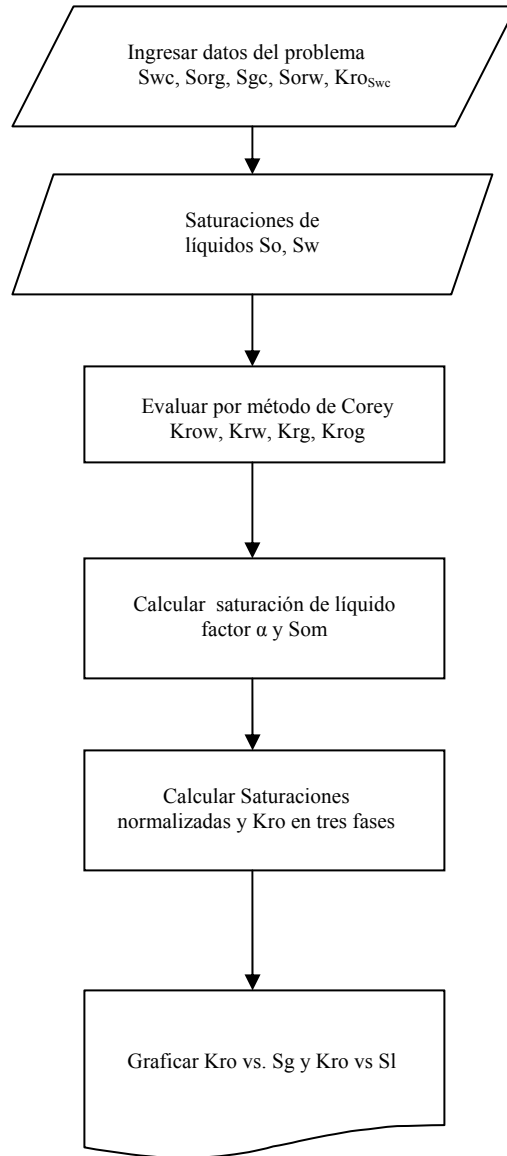 Ingresar datos del problema
Swc, Sorg, Sgc, Sorw, KroSwc
Saturaciones de
líquidos So, Sw
Evaluar por método de Corey
Krow, Krw, Krg, Krog
Calcular saturación de líquido
factor α y Som
Calcular Saturaciones
normalizadas y Kro en tres fases
Graficar Kro vs. Sg y Kro vs Sl